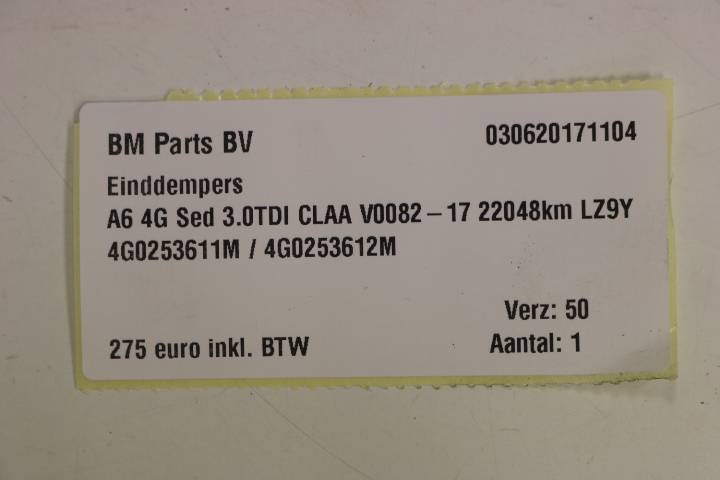 BM Parts BV 030620171104
Einddempers
A6 4G Sed 3.0TDI CLAA V0082-17 22048km LZ9Y
4G0253611M / 4G0253612M
Verz: 50
275 euro inkl. BTW Aantal: 1